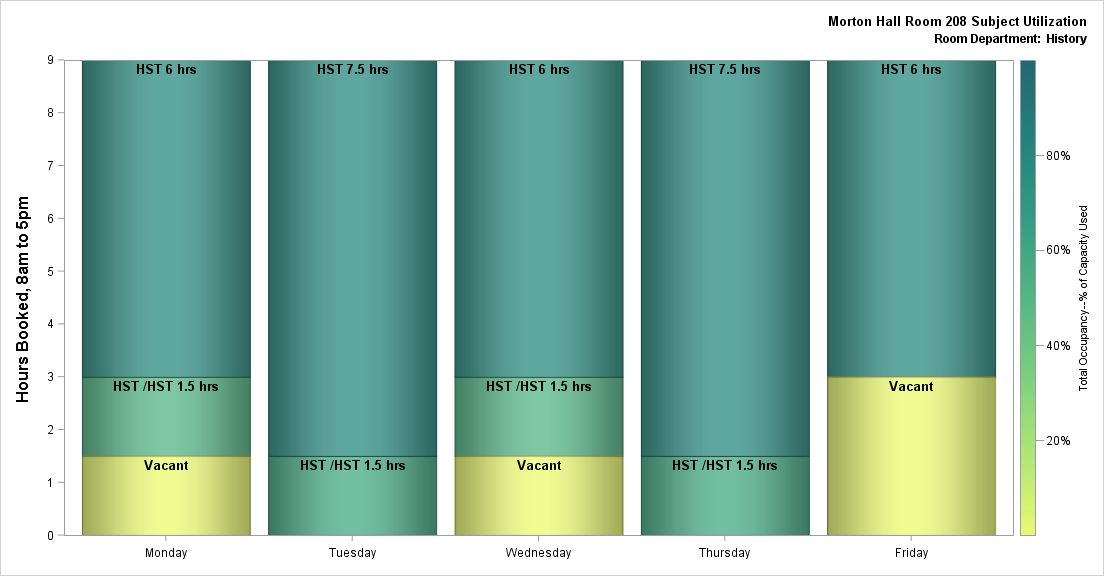 Morton Hall Room 208 Subject Utilization
Room Department: History
Hours Booked, 8am to 5pm
9
8
7
6
5
4
3
2
1
0
HST 6 hrs
HST /HST 1.5 hrs
Vacant
HST 7.5 hrs
HST /HST 1.5 hrs
HST 6 hrs
HST /HST 1.5 hrs
Vacant
HST 7.5 hrs
HST /HST 1.5 hrs
HST 6 hrs
Vacant
Monday
Tuesday
Wednesday
Thursday
Friday
80%
60%
40%
20%
Total Occupancy--% of Capacity Used